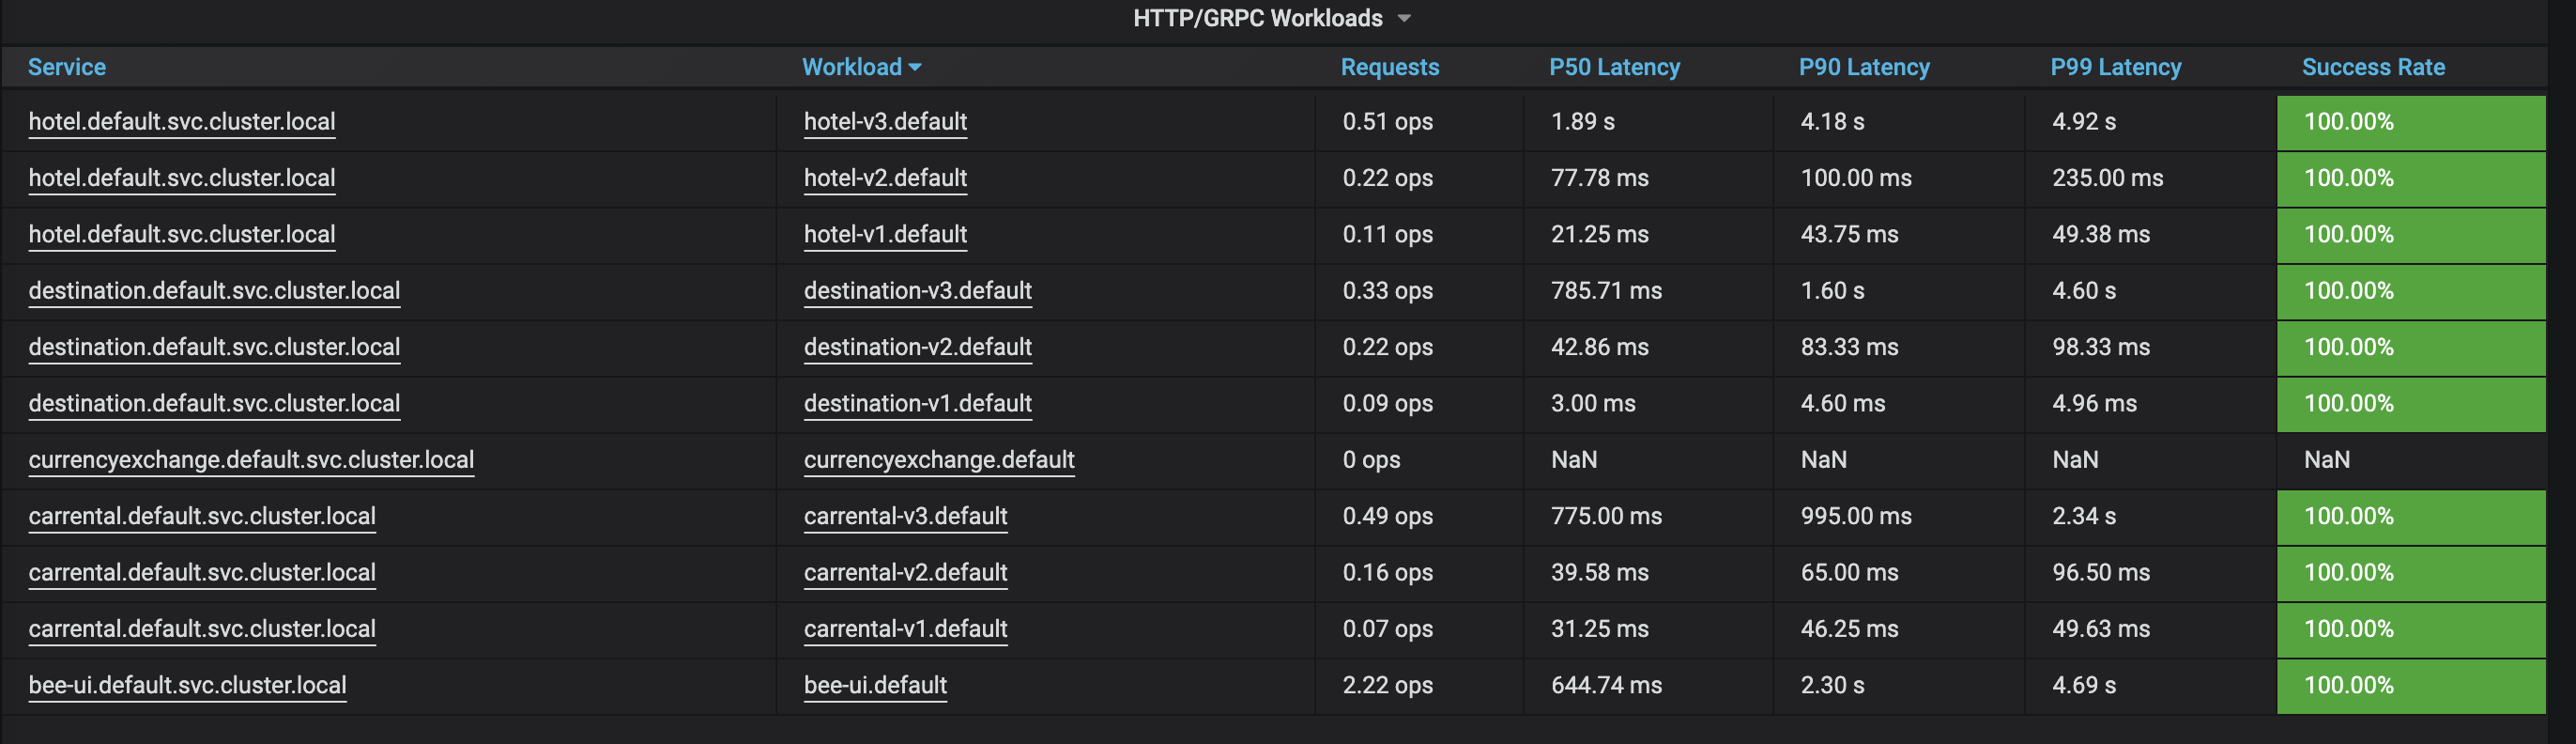 HTTP/GRPC Workloads
Service Workload Requests P50 Latency P90 Latency P99 Latency Success Rate
hotel.default.svc.cluster.local hotel-v3.default 0.51 ops 1.89 s 4.18 s 4.92 s 100.00%
hotel.default.svc.cluster.local hotel-v2.default 0.22 ops 77.78 ms 100.00 ms 235.00 ms 100.00%
hotel.default.svc.cluster.local hotel-v1.default 0.11 ops 21.25 ms 43.75 ms 49.38 ms 100.00%
destination.default.svc.cluster.local destination-v3.default 0.33 ops 785.71 ms 1.60 s 4.60 s 100.00%
destination.default.svc.cluster.local destination-v2.default 0.22 ops 42.86 ms 83.33 ms 98.33 ms 100.00%
destination.default.svc.cluster.local destination-v1.default 0.09 ops 3.00 ms 4.60 ms 4.96 ms 100.00%
currencyexchange.default.svc.cluster.local currencyexchange.default 0 ops NaN NaN NaN NaN
carrental.default.svc.cluster.local carrental-v3.default 0.49 ops 775.00 ms 995.00 ms 2.34 s 100.00%
carrental.default.svc.cluster.local carrental-v2.default 0.16 ops 39.58 ms 65.00 ms 96.50 ms 100.00%
carrental.default.svc.cluster.local carrental-v1.default 0.07 ops 31.25 ms 46.25 ms 49.63 ms 100.00%
bee-ui.default.svc.cluster.local bee-ui.default 2.22 ops 644.74 ms 2.30 s 4.69 s 100.00%